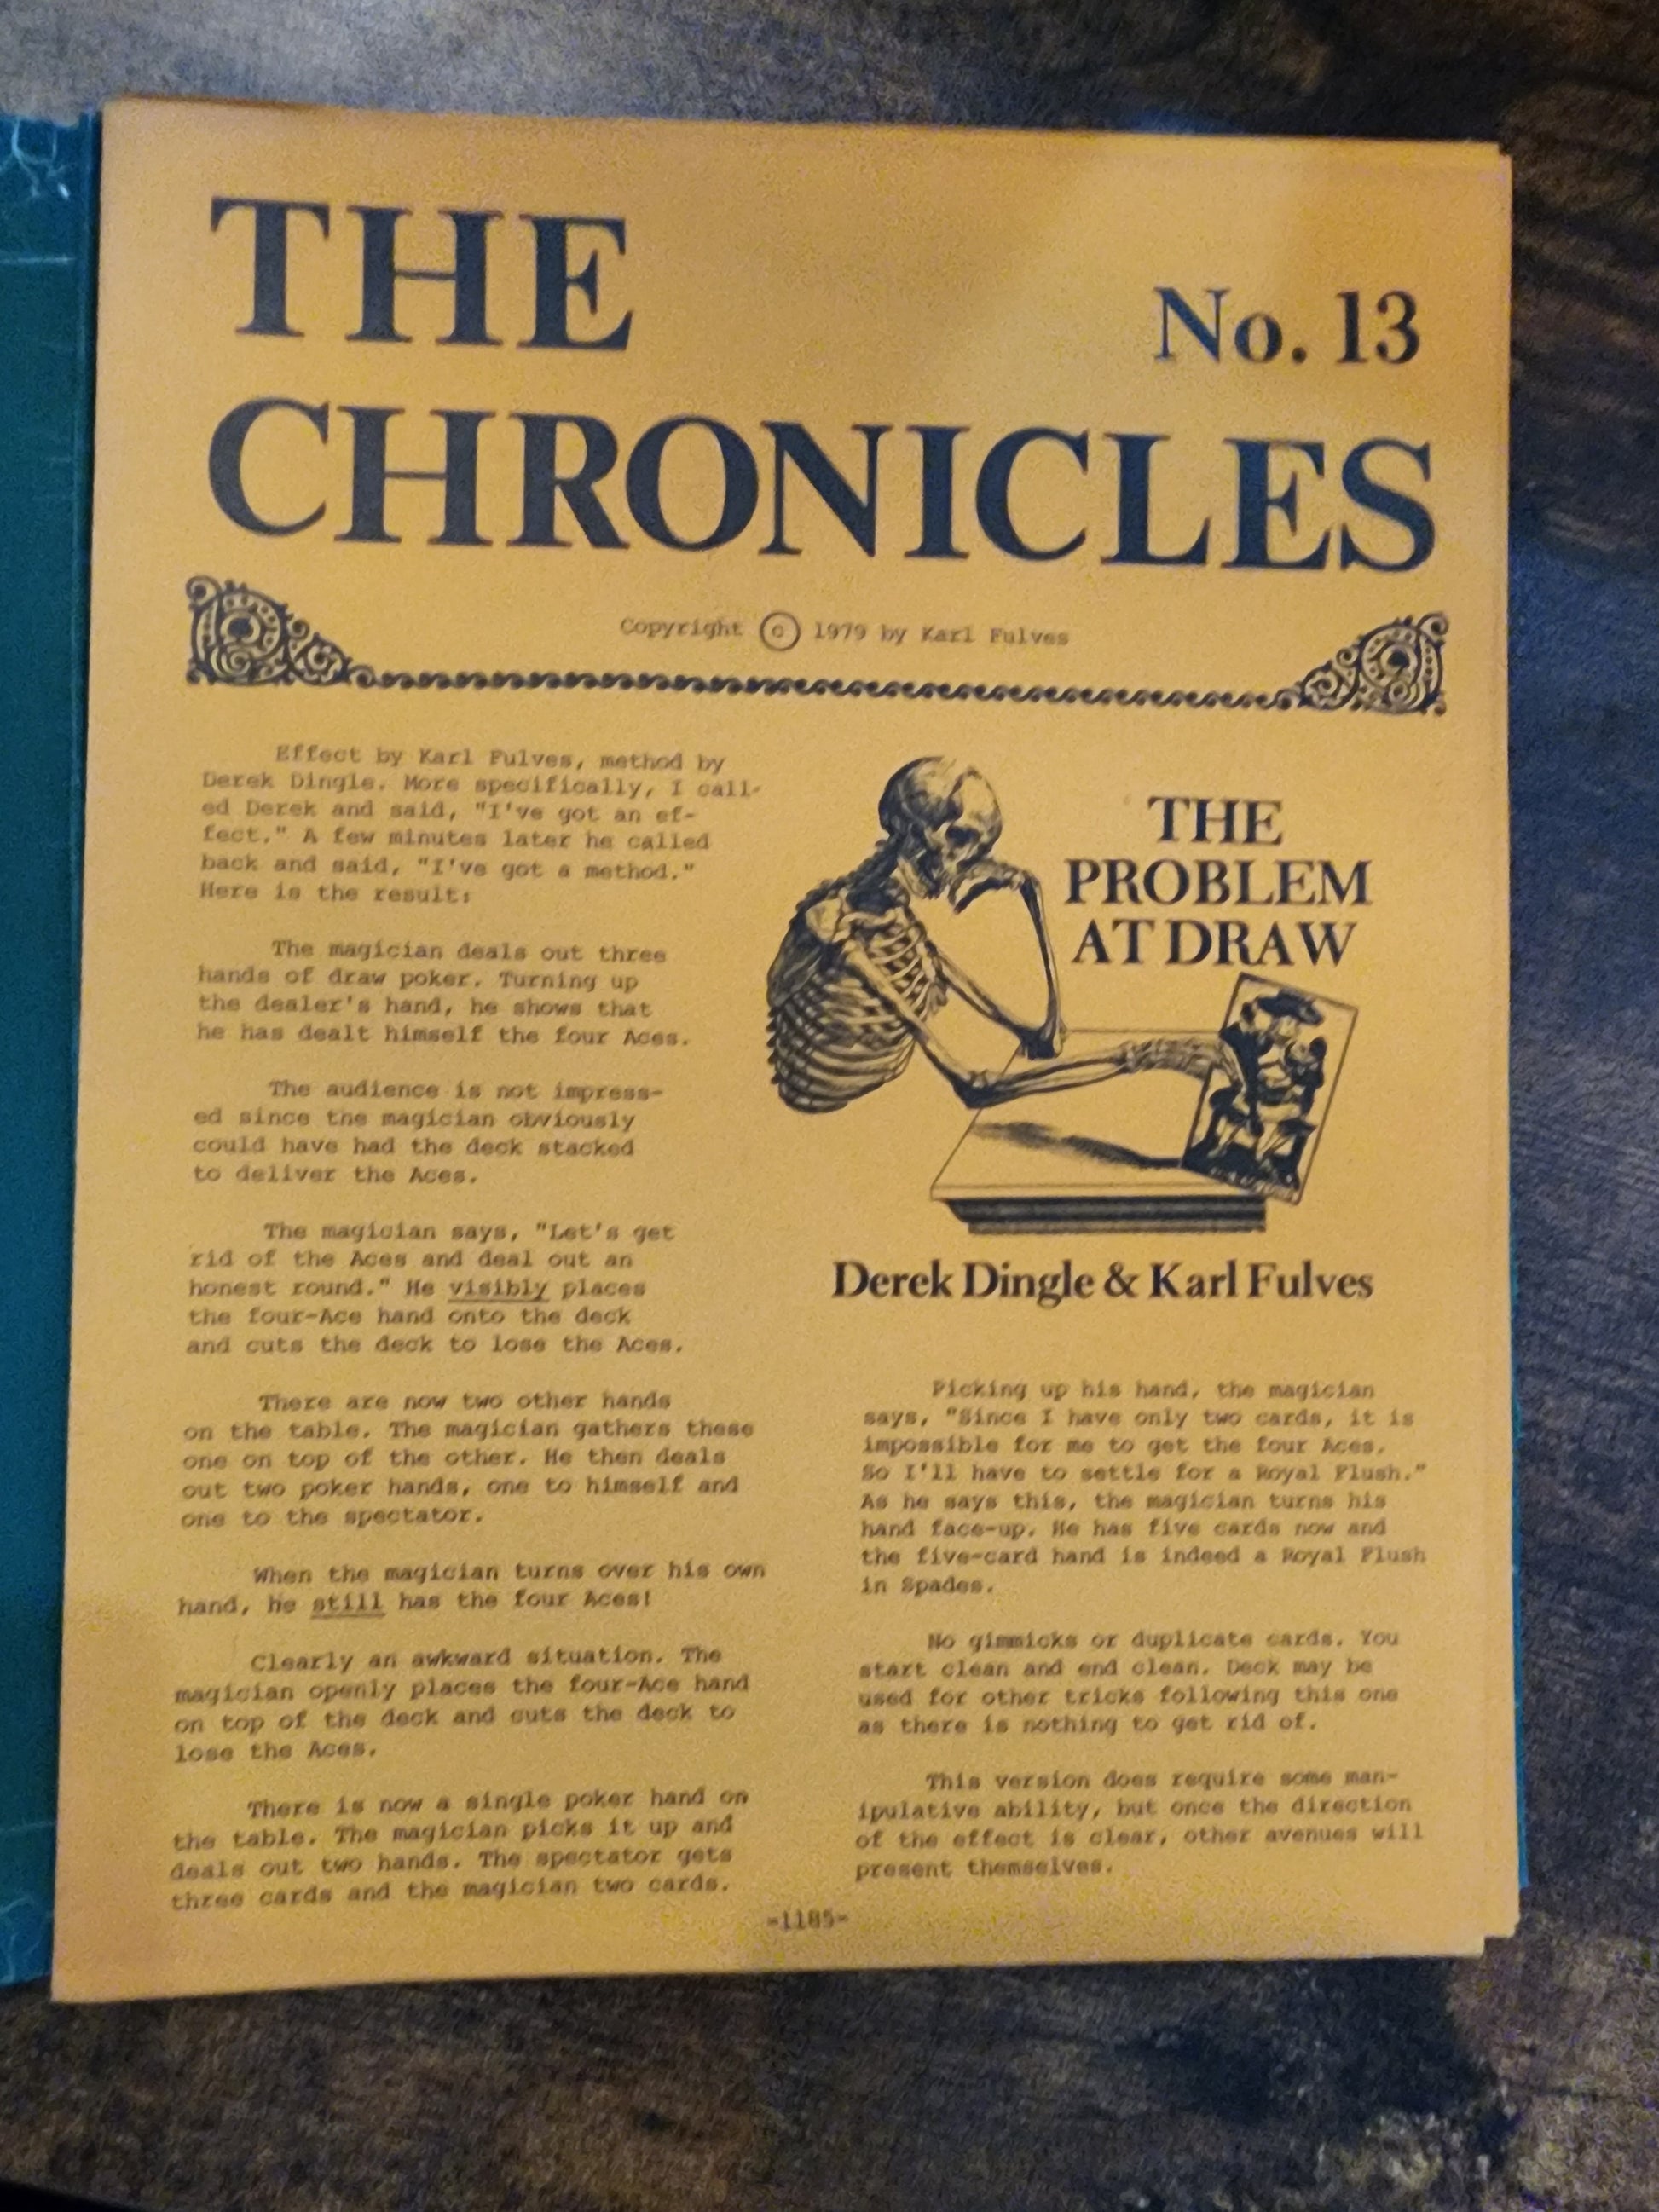 THE
No. 13
CHRONICLES
Copyright © 1979 by Karl Fulves
Effect by Karl Fulves, method by
Derek Dingle. More specifically, I call-
ed Derek and said, "I've got an ef-
fect." A few minutes later he called
back and said, "I've got a method."
Here is the result:
The magician deals out three
hands of draw poker. Turning up
the dealer's hand, he shows that
he has dealt himself the four Aces.
The audience is not impress-
ed since the magician obviously
could have had the deck stacked
to deliver the Aces.
The magician says, "Let's get
rid of the Aces and deal out an
honest round." He visibly places
the four-Ace hand onto the deck
and cuts the deck to lose the Aces.
There are now two other hands
on the table. The magician gathers these
one on top of the other. He then deals
out two poker hands, one to himself and
one to the spectator.
When the magician turns over his own
hand, he still has the four Aces!
Clearly an awkward situation. The
magician openly places the four-Ace hand
on top of the deck and cuts the deck to
lose the Aces.
There is now a single poker hand on
the table. The magician picks it up and
deals out two hands. The spectator gets
three cards and the magician two cards.
THE
PROBLEM
AT DRAW
Derek Dingle & Karl Fulves
Picking up his hand, the magician
says, "Since I have only two cards, it is
impossible for me to get the four Aces.
So I'll have to settle for a Royal Flush."
As he says this, the magician turns his
hand face-up. He has five cards now and
the five-card hand is indeed a Royal Flush
in Spades.
No gimmicks or duplicate cards. You
start clean and end clean. Deck may be
used for other tricks following this one
as there is nothing to get rid of.
This version does require some man-
ipulative ability, but once the direction
of the effect is clear, other avenues will
present themselves.
-1185-